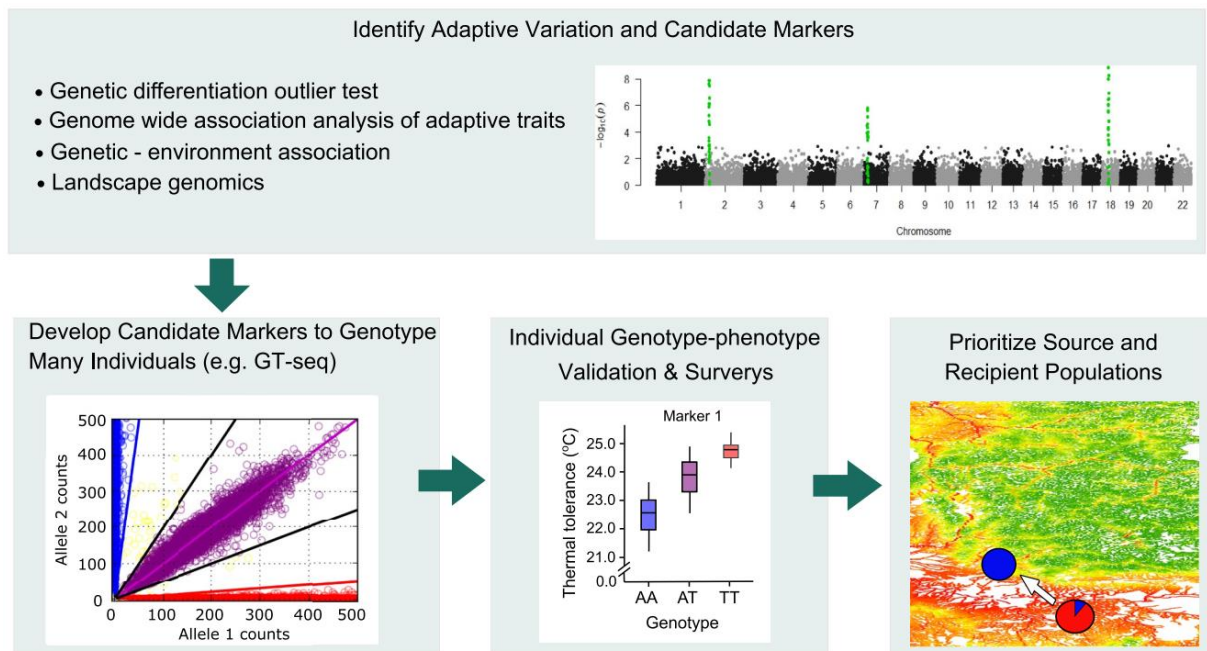 Identify Adaptive Variation and Candidate Markers
• Genetic differentiation outlier test
• Genome wide association analysis of adaptive traits
• Genetic - environment association
• Landscape genomics
8
6
4
2
0
−log₁₀(p)
1 2 3 4 5 6 7 8 9 10 11 12 13 14 15 16 17 18 19 20 22
Chromosome
Develop Candidate Markers to Genotype
Many Individuals (e.g. GT-seq)
500
400
300
200
100
0
Allele 2 counts
0 100 200 300 400 500
Allele 1 counts
Individual Genotype-phenotype
Validation & Surverys
Marker 1
25.0
24.0
23.0
22.0
21.0
0.0
Thermal tolerance (ºC)
AA AT TT
Genotype
Prioritize Source and
Recipient Populations